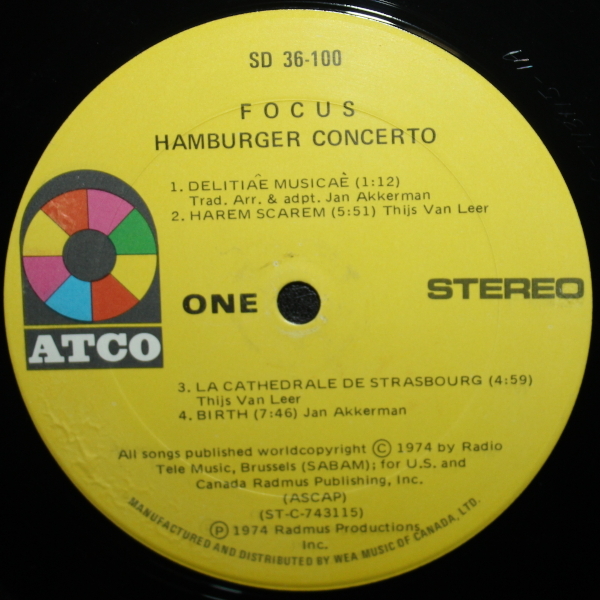 SD 36-100
FOCUS
HAMBURGER CONCERTO
1. DELITIÆ̂ MUSICAÈ (1:12)
Trad. Arr. & adpt. Jan Akkerman
2. HAREM SCAREM (5:51) Thijs Van Leer
ATCO
ONE
STEREO
3. LA CATHEDRALE DE STRASBOURG (4:59)
Thijs Van Leer
4. BIRTH (7:46) Jan Akkerman
All songs published worldcopyright Ⓒ 1974 by Radio
Tele Music, Brussels (SABAM); for U.S. and
Canada Radmus Publishing, Inc.
(ASCAP)
(ST-C-743115)
Ⓟ 1974 Radmus Productions,
Inc.
MANUFACTURED AND DISTRIBUTED BY WEA MUSIC OF CANADA, LTD.